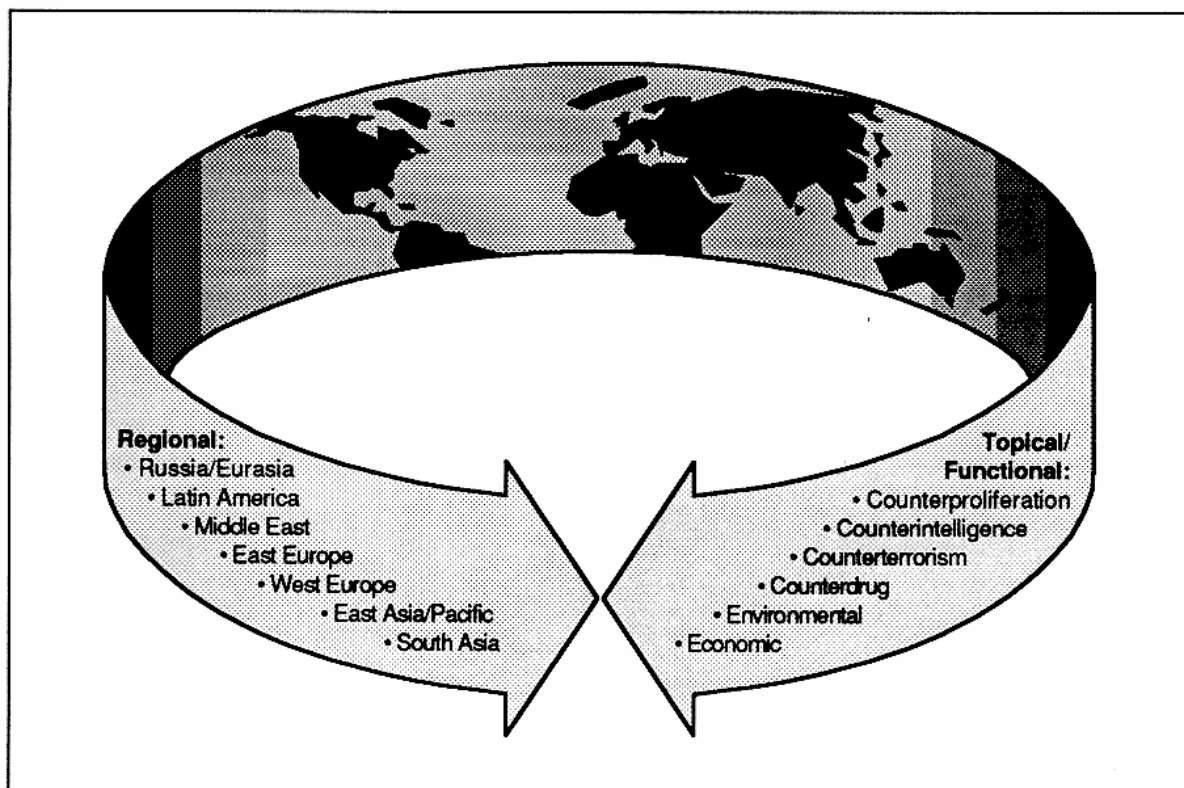 Regional:
• Russia/Eurasia
• Latin America
• Middle East
• East Europe
• West Europe
• East Asia/Pacific
• South Asia
Topical/
Functional:
• Counterproliferation
• Counterintelligence
• Counterterrorism
• Counterdrug
• Environmental
• Economic